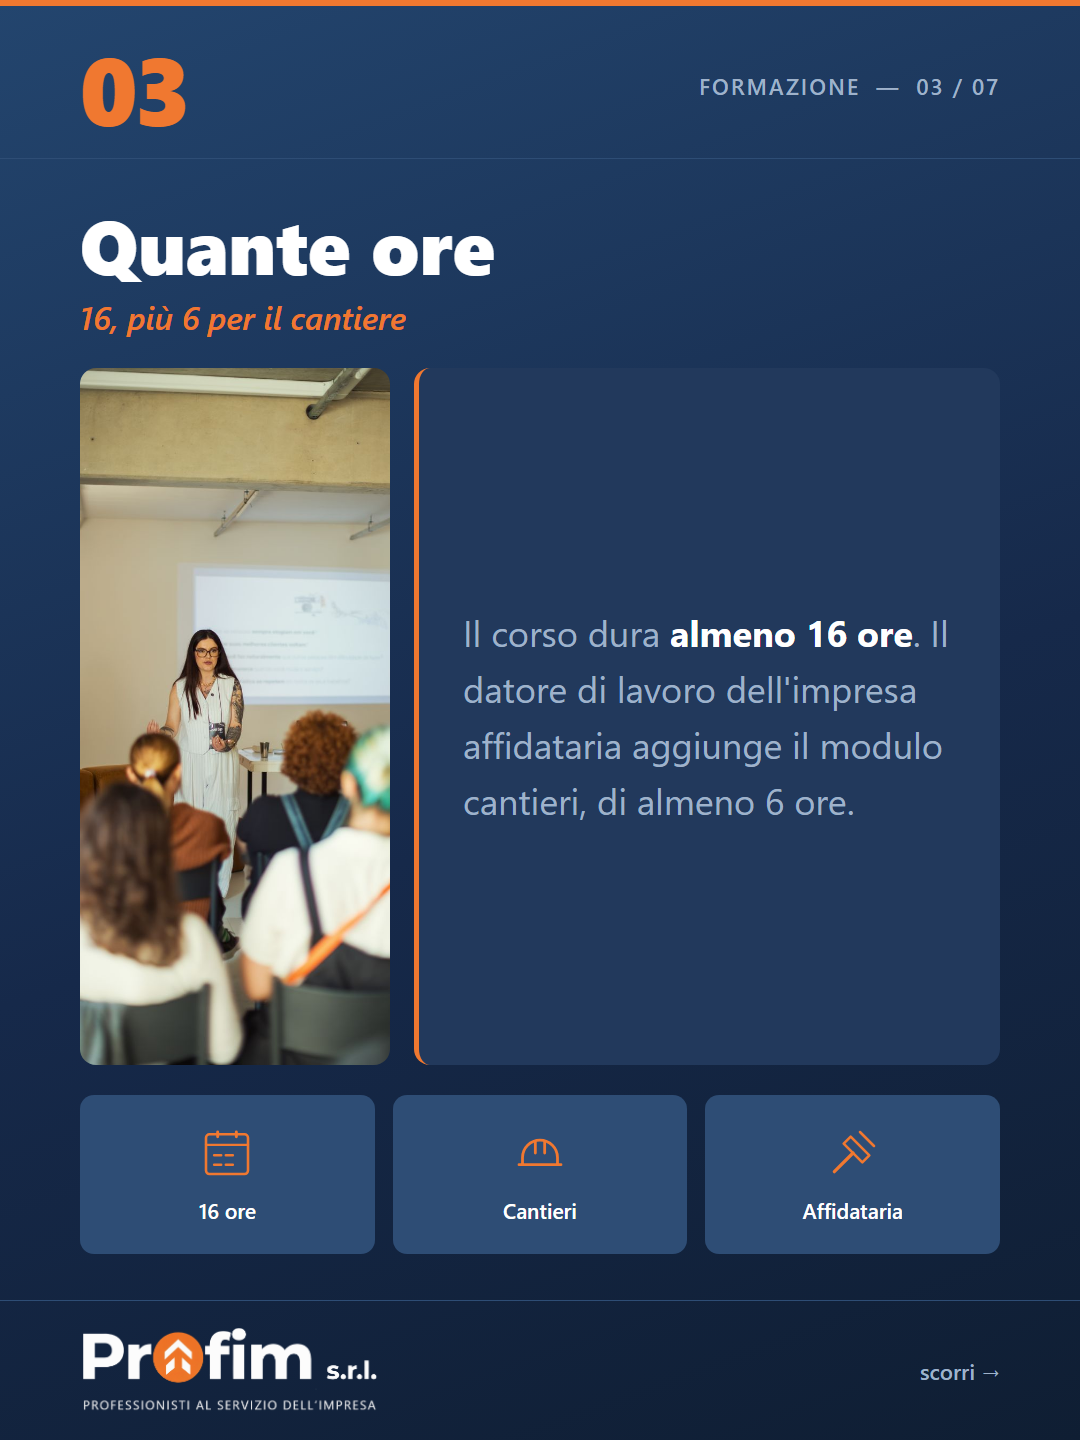 03
FORMAZIONE — 03 / 07
Quante ore
16, più 6 per il cantiere
Il corso dura almeno 16 ore. Il
datore di lavoro dell'impresa
affidataria aggiunge il modulo
cantieri, di almeno 6 ore.
16 ore
Cantieri
Affidataria
Profim s.r.l.
PROFESSIONISTI AL SERVIZIO DELL'IMPRESA
scorri →